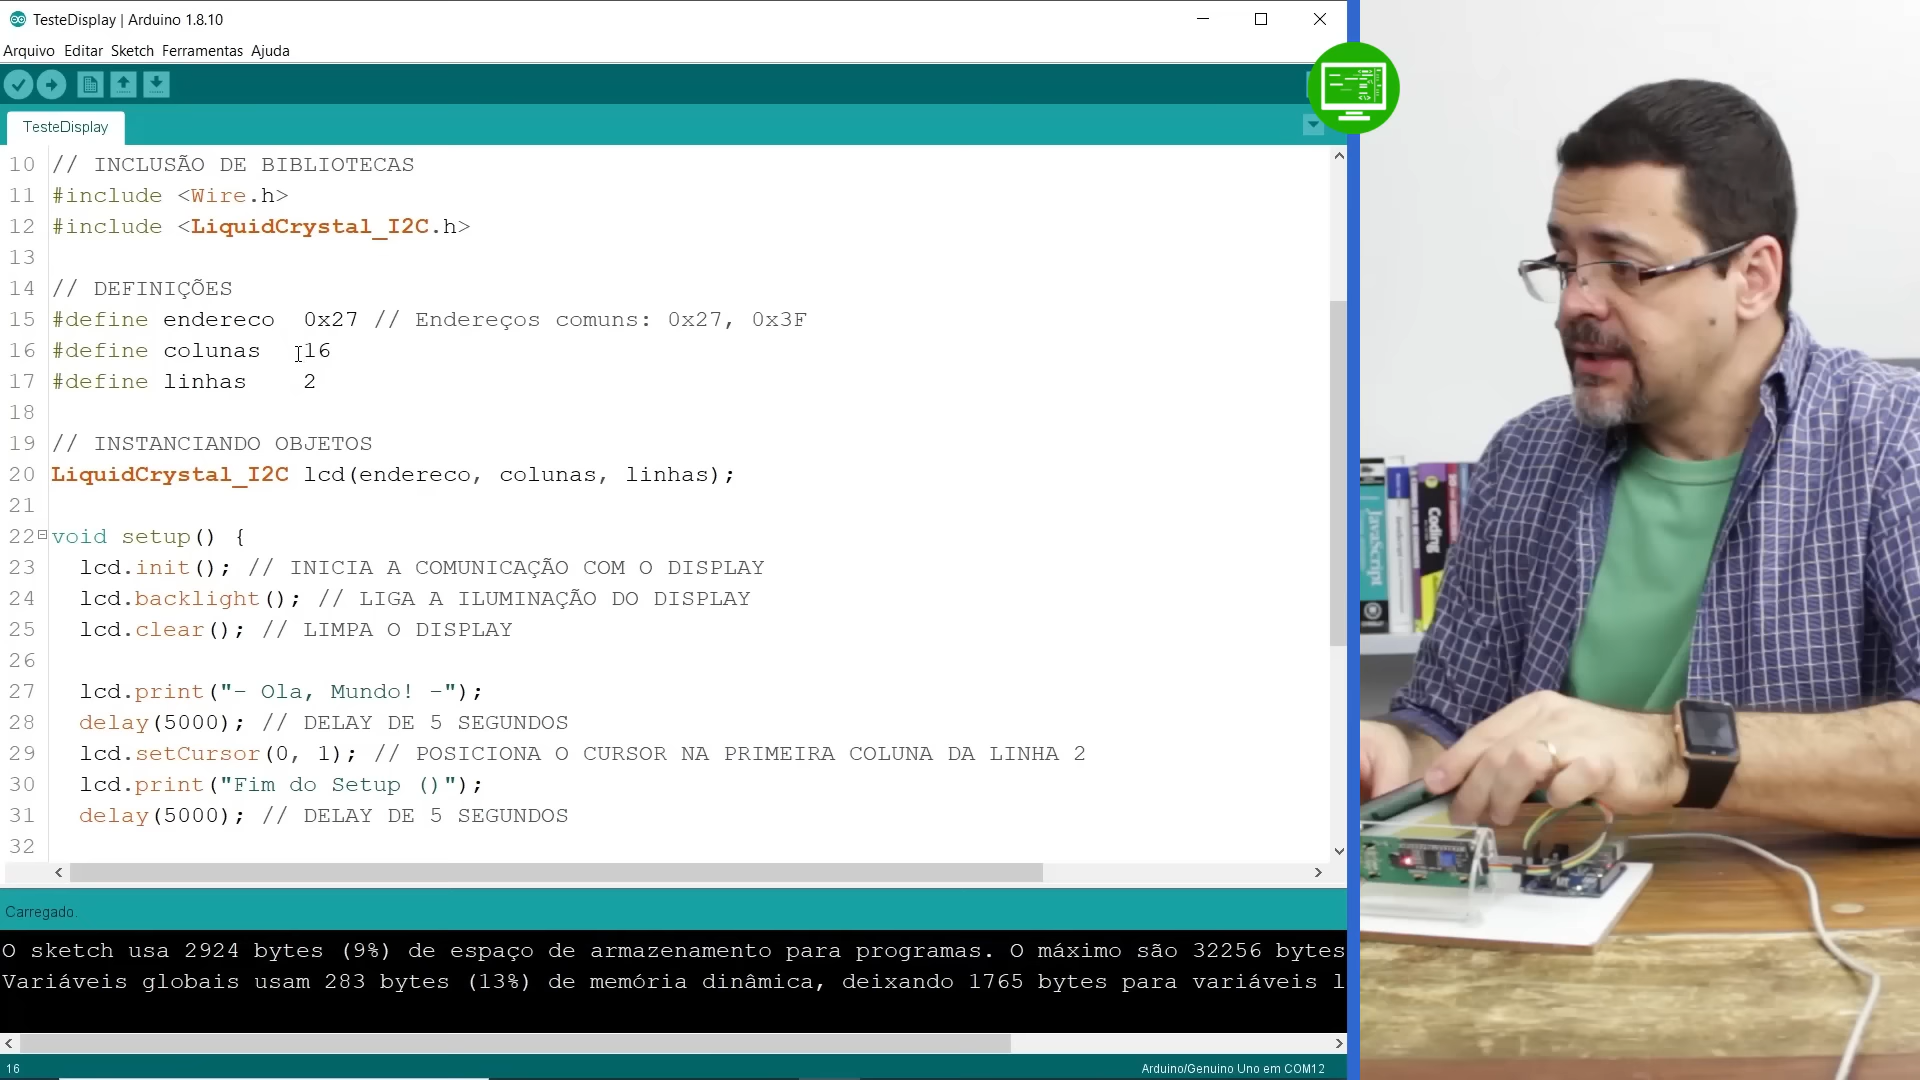 TesteDisplay | Arduino 1.8.10
Arquivo Editar Sketch Ferramentas Ajuda
TesteDisplay
10 // INCLUSÃO DE BIBLIOTECAS
11 #include <Wire.h>
12 #include <LiquidCrystal_I2C.h>
13
14 // DEFINIÇÕES
15 #define endereco 0x27 // Endereços comuns: 0x27, 0x3F
16 #define colunas 16
17 #define linhas 2
18
19 // INSTANCIANDO OBJETOS
20 LiquidCrystal_I2C lcd(endereco, colunas, linhas);
21
22 void setup() {
23 lcd.init(); // INICIA A COMUNICAÇÃO COM O DISPLAY
24 lcd.backlight(); // LIGA A ILUMINAÇÃO DO DISPLAY
25 lcd.clear(); // LIMPA O DISPLAY
26
27 lcd.print("- Ola, Mundo! -");
28 delay(5000); // DELAY DE 5 SEGUNDOS
29 lcd.setCursor(0, 1); // POSICIONA O CURSOR NA PRIMEIRA COLUNA DA LINHA 2
30 lcd.print("Fim do Setup ()");
31 delay(5000); // DELAY DE 5 SEGUNDOS
32
Carregado.
O sketch usa 2924 bytes (9%) de espaço de armazenamento para programas. O máximo são 32256 bytes
Variáveis globais usam 283 bytes (13%) de memória dinâmica, deixando 1765 bytes para variáveis l
16
Arduino/Genuino Uno em COM12
JavaScript
Coding